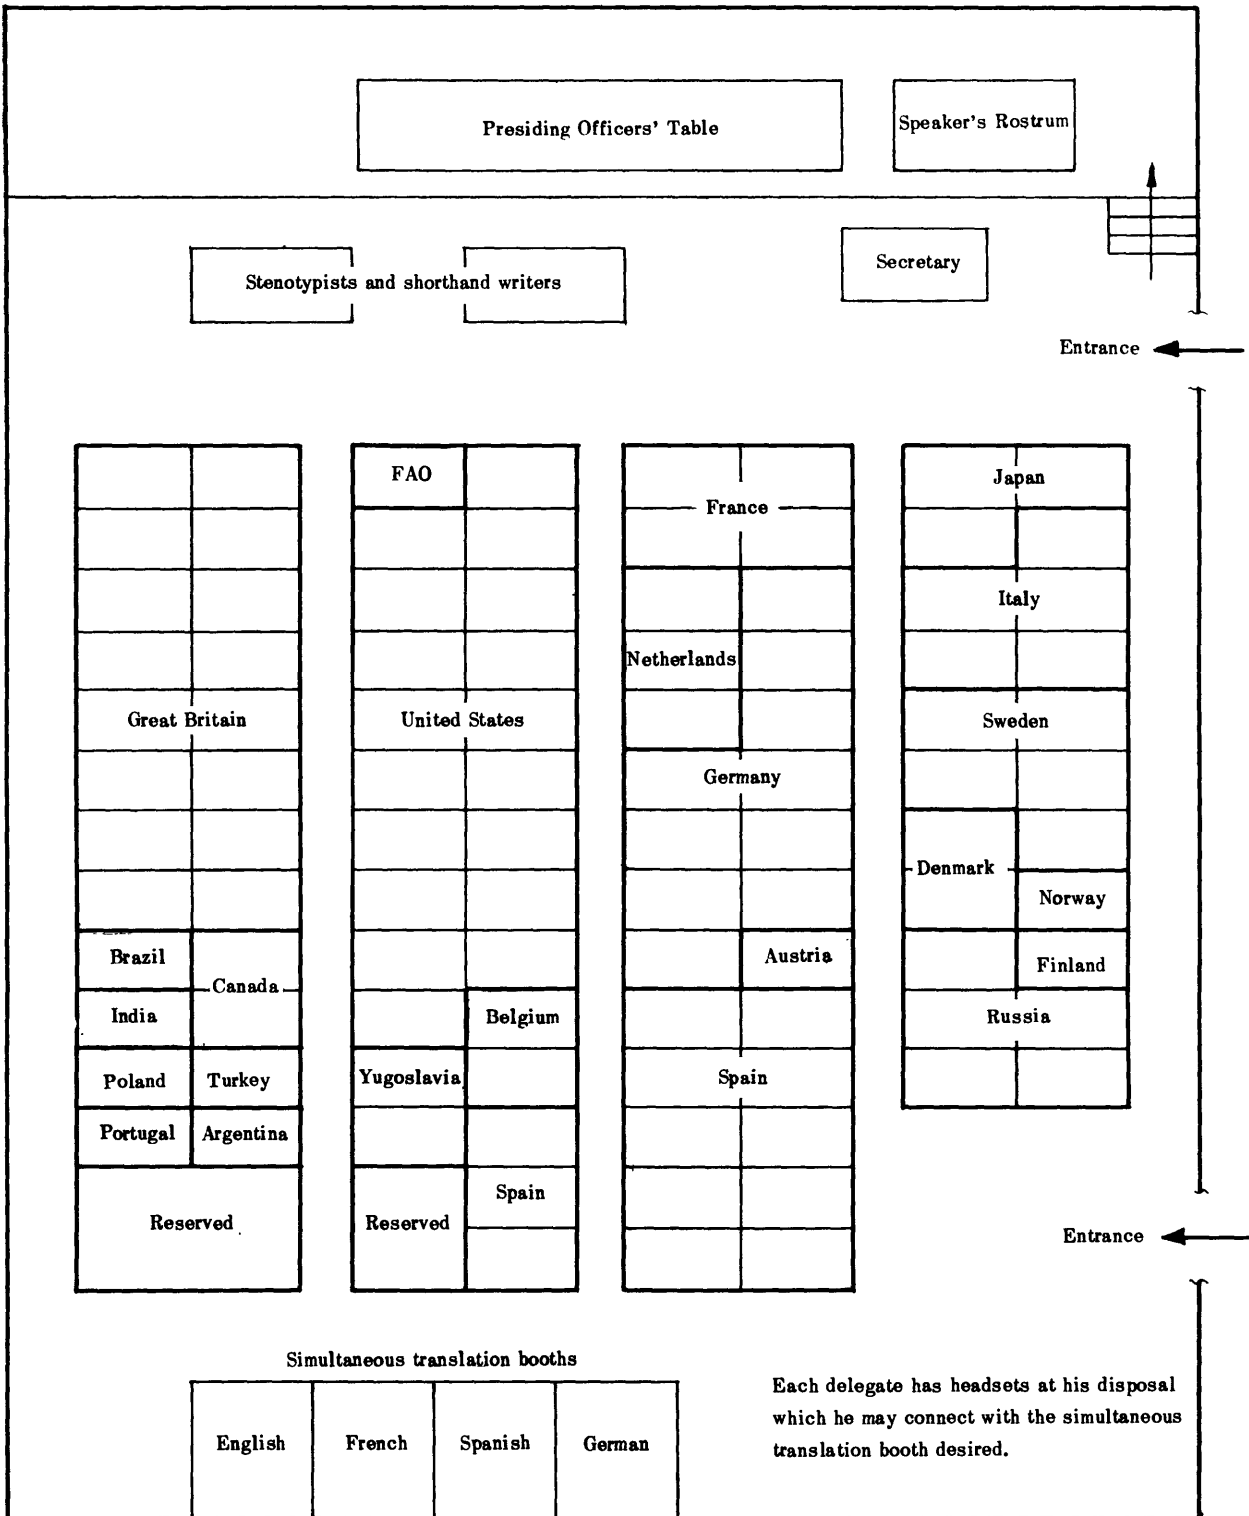 Presiding Officers' Table
Speaker's Rostrum
Stenotypists and shorthand writers
Secretary
Entrance
Great Britain
Brazil
Canada
India
Poland
Turkey
Portugal
Argentina
Reserved
FAO
United States
Belgium
Yugoslavia
Spain
Reserved
France
Netherlands
Germany
Austria
Spain
Japan
Italy
Sweden
Denmark
Norway
Finland
Russia
Entrance
Simultaneous translation booths
English
French
Spanish
German
Each delegate has headsets at his disposal
which he may connect with the simultaneous
translation booth desired.